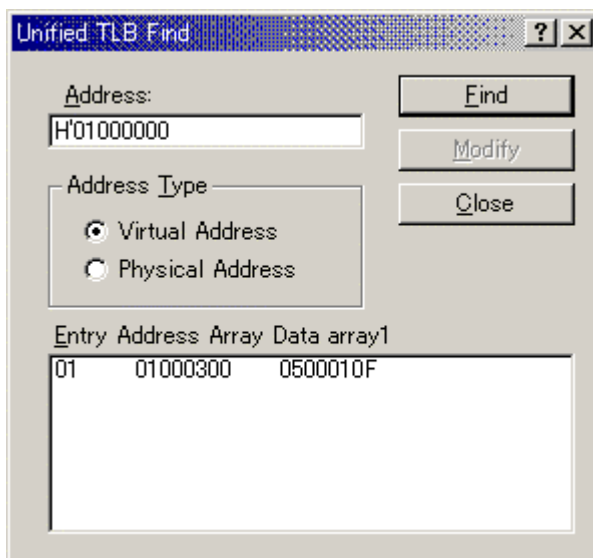 Unified TLB Find
Address:
H'01000000
Find
Modify
Close
Address Type
Virtual Address
Physical Address
Entry Address Array Data array1
01 01000300 0500010F